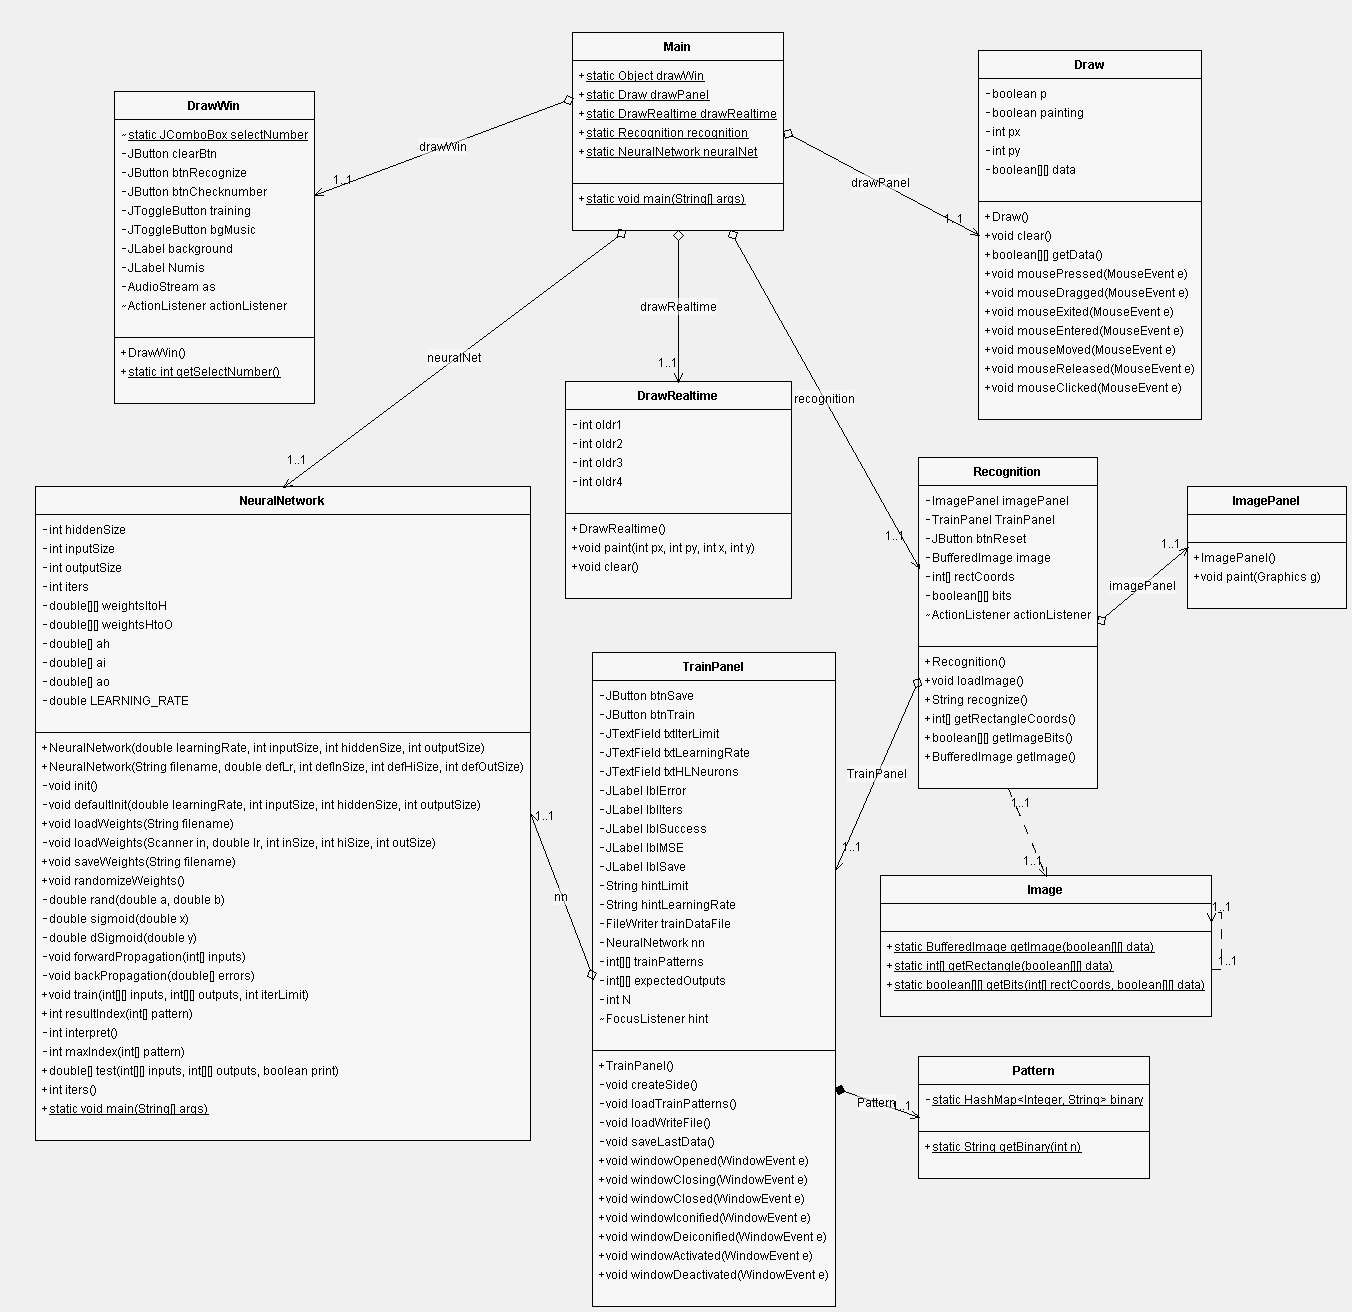 Main
+static Object drawWin
+static Draw drawPanel
+static DrawRealtime drawRealtime
+static Recognition recognition
+static NeuralNetwork neuralNet
+static void main(String[] args)
Draw
-boolean p
-boolean painting
-int px
-int py
-boolean[][] data
+Draw()
+void clear()
+boolean[][] getData()
+void mousePressed(MouseEvent e)
+void mouseDragged(MouseEvent e)
+void mouseExited(MouseEvent e)
+void mouseEntered(MouseEvent e)
+void mouseMoved(MouseEvent e)
+void mouseReleased(MouseEvent e)
+void mouseClicked(MouseEvent e)
DrawWin
~static JComboBox selectNumber
-JButton clearBtn
-JButton btnRecognize
-JButton btnChecknumber
-JToggleButton training
-JToggleButton bgMusic
-JLabel background
-JLabel Numis
-AudioStream as
~ActionListener actionListener
+DrawWin()
+static int getSelectNumber()
drawWin
1..1
drawPanel
1..1
neuralNet
1..1
drawRealtime
1..1
recognition
1..1
DrawRealtime
-int oldr1
-int oldr2
-int oldr3
-int oldr4
+DrawRealtime()
+void paint(int px, int py, int x, int y)
+void clear()
Recognition
-ImagePanel imagePanel
-TrainPanel TrainPanel
-JButton btnReset
-BufferedImage image
-int[] rectCoords
-boolean[][] bits
~ActionListener actionListener
+Recognition()
+void loadImage()
+String recognize()
+int[] getRectangleCoords()
+boolean[][] getImageBits()
+BufferedImage getImage()
ImagePanel
+ImagePanel()
+void paint(Graphics g)
1..1
imagePanel
NeuralNetwork
-int hiddenSize
-int inputSize
-int outputSize
-int iters
-double[][] weightsItoH
-double[][] weightsHtoO
-double[] ah
-double[] ai
-double[] ao
-double LEARNING_RATE
+NeuralNetwork(double learningRate, int inputSize, int hiddenSize, int outputSize)
+NeuralNetwork(String filename, double defLr, int defInSize, int defHiSize, int defOutSize)
-void init()
-void defaultInit(double learningRate, int inputSize, int hiddenSize, int outputSize)
+void loadWeights(String filename)
-void loadWeights(Scanner in, double lr, int inSize, int hiSize, int outSize)
+void saveWeights(String filename)
+void randomizeWeights()
-double rand(double a, double b)
-double sigmoid(double x)
-double dSigmoid(double y)
-void forwardPropagation(int[] inputs)
-void backPropagation(double[] errors)
+void train(int[][] inputs, int[][] outputs, int iterLimit)
+int resultIndex(int[] pattern)
-int interpret()
-int maxIndex(int[] pattern)
+double[] test(int[][] inputs, int[][] outputs, boolean print)
+int iters()
+static void main(String[] args)
1..1
nn
TrainPanel
-JButton btnSave
-JButton btnTrain
-JTextField txtIterLimit
-JTextField txtLearningRate
-JTextField txtHLNeurons
-JLabel lblError
-JLabel lblIters
-JLabel lblSuccess
-JLabel lblMSE
-JLabel lblSave
-String hintLimit
-String hintLearningRate
-FileWriter trainDataFile
-NeuralNetwork nn
-int[][] trainPatterns
-int[][] expectedOutputs
-int N
~FocusListener hint
+TrainPanel()
-void createSide()
-void loadTrainPatterns()
-void loadWriteFile()
-void saveLastData()
+void windowOpened(WindowEvent e)
+void windowClosing(WindowEvent e)
+void windowClosed(WindowEvent e)
+void windowIconified(WindowEvent e)
+void windowDeiconified(WindowEvent e)
+void windowActivated(WindowEvent e)
+void windowDeactivated(WindowEvent e)
TrainPanel
1..1
1..1
1..1
Image
+static BufferedImage getImage(boolean[][] data)
+static int[] getRectangle(boolean[][] data)
+static boolean[][] getBits(int[] rectCoords, boolean[][] data)
1..1
1..1
Pattern
1..1
Pattern
-static HashMap<Integer, String> binary
+static String getBinary(int n)